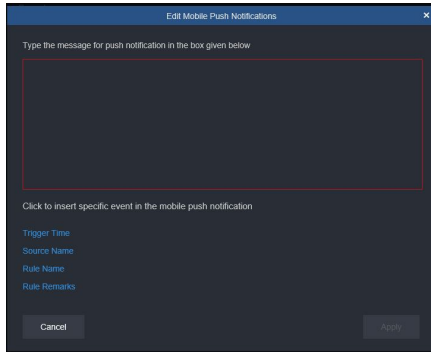 Edit Mobile Push Notifications
×
Type the message for push notification in the box given below
Click to insert specific event in the mobile push notification
Trigger Time
Source Name
Rule Name
Rule Remarks
Cancel
Apply